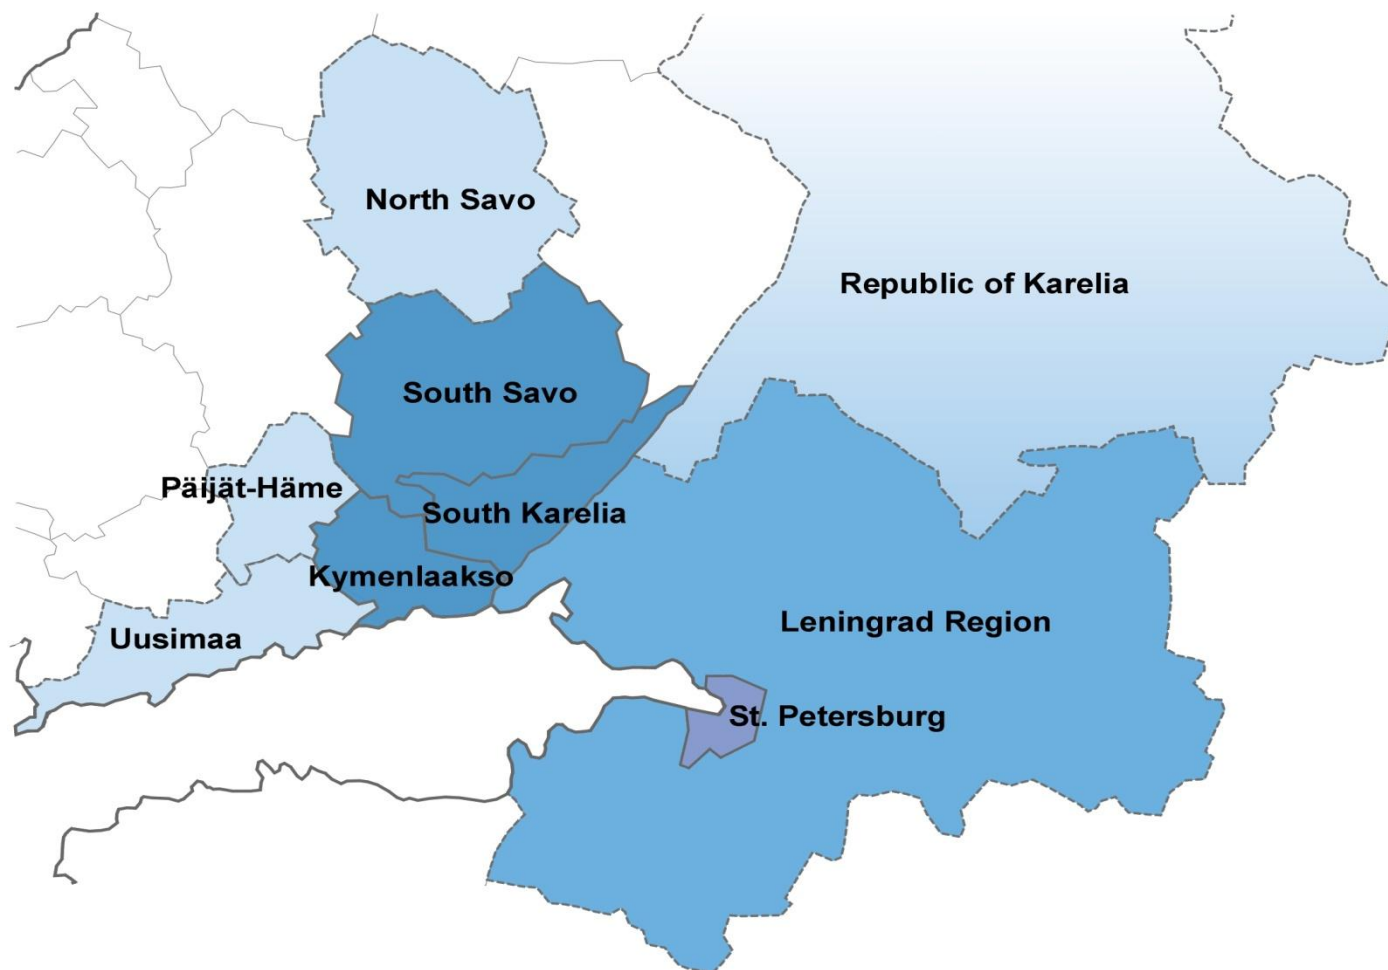 North Savo
Republic of Karelia
South Savo
Päijät-Häme
South Karelia
Kymenlaakso
Leningrad Region
Uusimaa
St. Petersburg